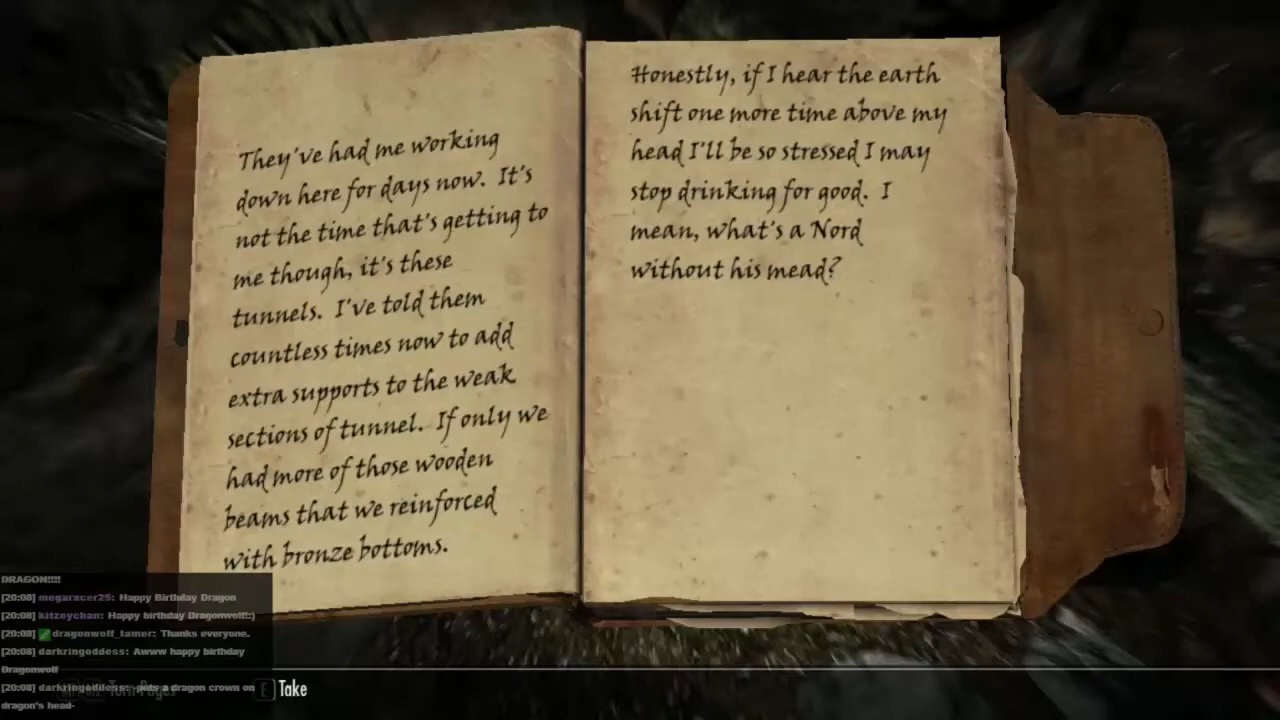 They've had me working
down here for days now. It's
not the time that's getting to
me though, it's these
tunnels. I've told them
countless times now to add
extra supports to the weak
sections of tunnel. If only we
had more of those wooden
beams that we reinforced
with bronze bottoms.
Honestly, if I hear the earth
shift one more time above my
head I'll be so stressed I may
stop drinking for good. I
mean, what's a Nord
without his mead?
DRAGON!!!!
[20:08] megaracer25: Happy Birthday Dragon
[20:08] kitzeychan: Happy birthday Dragonwolf!:)
[20:08] dragonwolf_tamer: Thanks everyone.
[20:08] darkringoddess: Awww happy birthday
Dragonwolf
[20:08] darkringoddess: -puts a dragon crown on
dragon's head-
Turn Pages
E Take